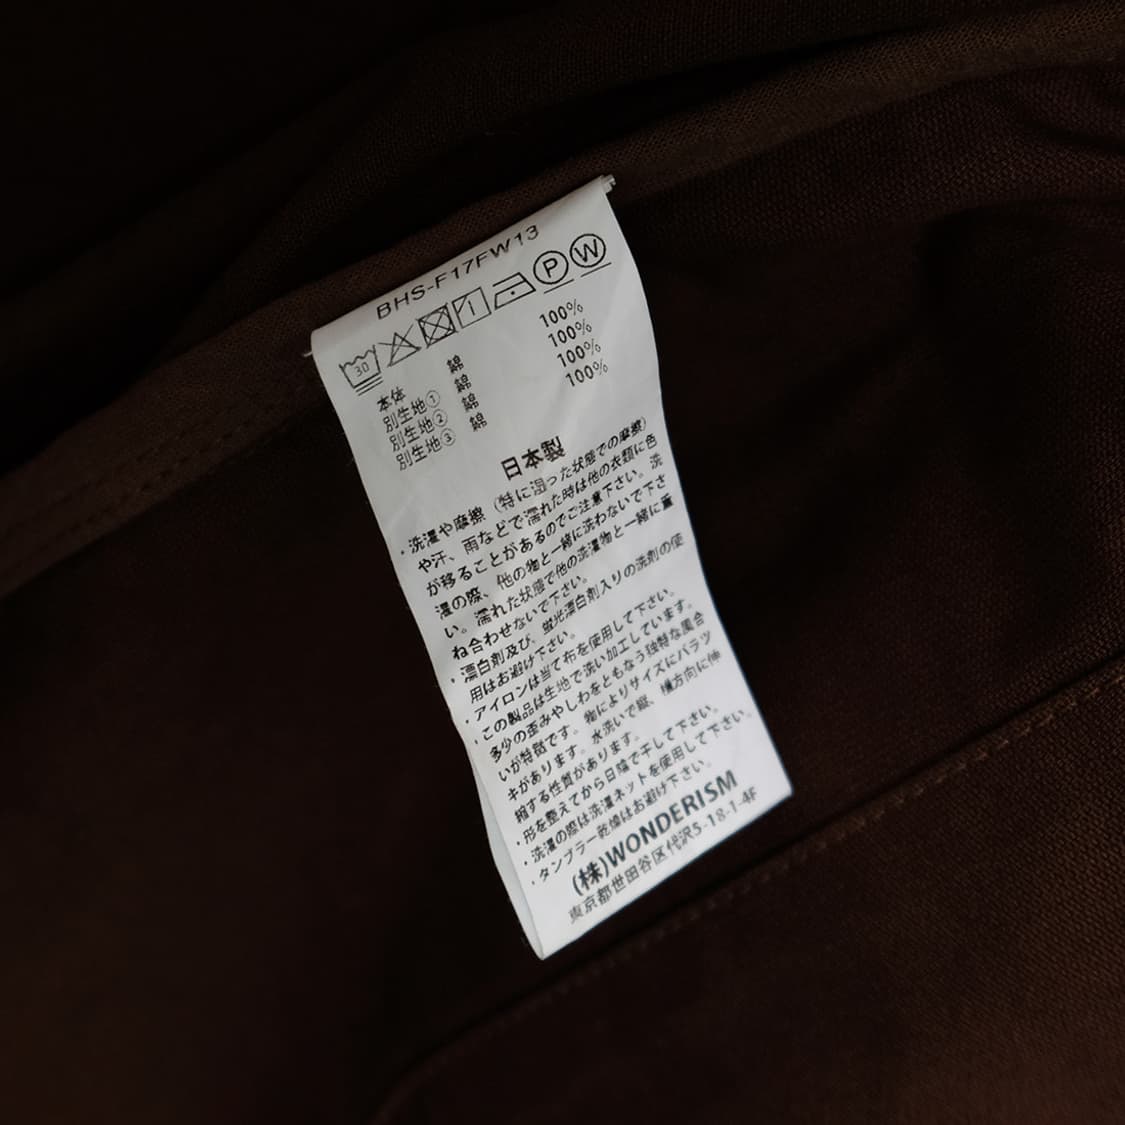 BHS-F17FW13
30 P W
本体 綿 100%
別生地① 綿 100%
別生地② 綿 100%
別生地③ 綿 100%
日本製
・洗濯や摩擦（特に湿った状態での摩擦）
や汗、雨などで濡れた時は他の衣類に色
が移ることがあるのでご注意下さい。洗
濯の際、他の物と一緒に洗わないで下さ
い。濡れた状態で他の洗濯物と一緒に重
ね合わせないで下さい。
・漂白剤及び、蛍光漂白剤入りの洗剤の使
用はお避け下さい。
・アイロンは当て布を使用して下さい。
・この製品は生地で洗い加工しています。
多少の歪みやしわをともなう独特な風合
いが特徴です。物によりサイズにバラツ
キがあります。水洗いで縦、横方向に伸
縮する性質があります。
・形を整えてから日陰で干して下さい。
・洗濯の際は洗濯ネットを使用して下さい。
・タンブラー乾燥はお避け下さい。
(株)WONDERISM
東京都世田谷区代沢5-18-1-4F